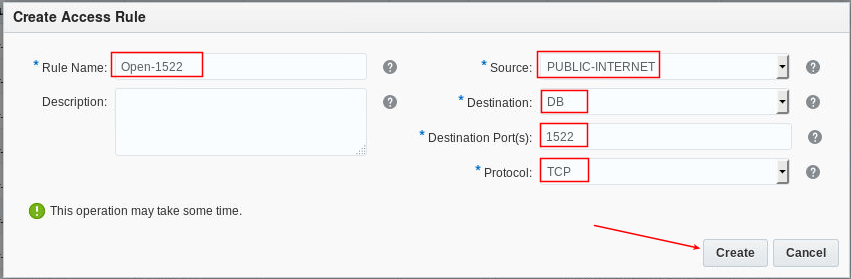 Create Access Rule
* Rule Name: Open-1522 ?
Description: ?
* Source: PUBLIC-INTERNET ?
* Destination: DB ?
* Destination Port(s): 1522
* Protocol: TCP ?
! This operation may take some time.
Create Cancel